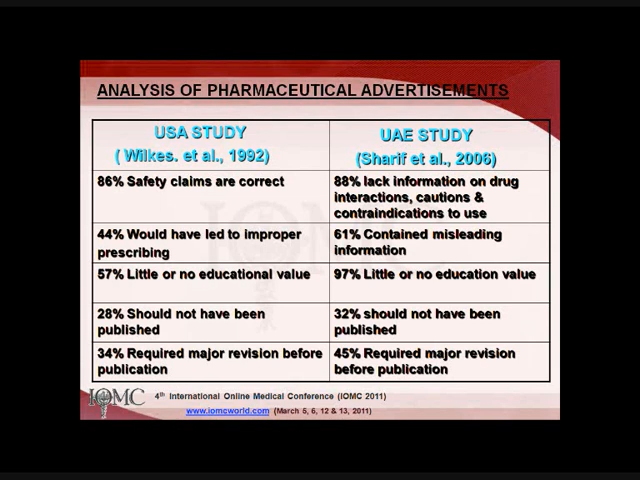 ANALYSIS OF PHARMACEUTICAL ADVERTISEMENTS
USA STUDY
( Wilkes. et al., 1992)
UAE STUDY
(Sharif et al., 2006)
86% Safety claims are correct
88% lack information on drug
interactions, cautions &
contraindications to use
44% Would have led to improper
prescribing
61% Contained misleading
information
57% Little or no educational value
97% Little or no education value
28% Should not have been
published
32% should not have been
published
34% Required major revision before
publication
45% Required major revision
before publication
IOMC
4th International Online Medical Conference (IOMC 2011)
www.iomcworld.com (March 5, 6, 12 & 13, 2011)